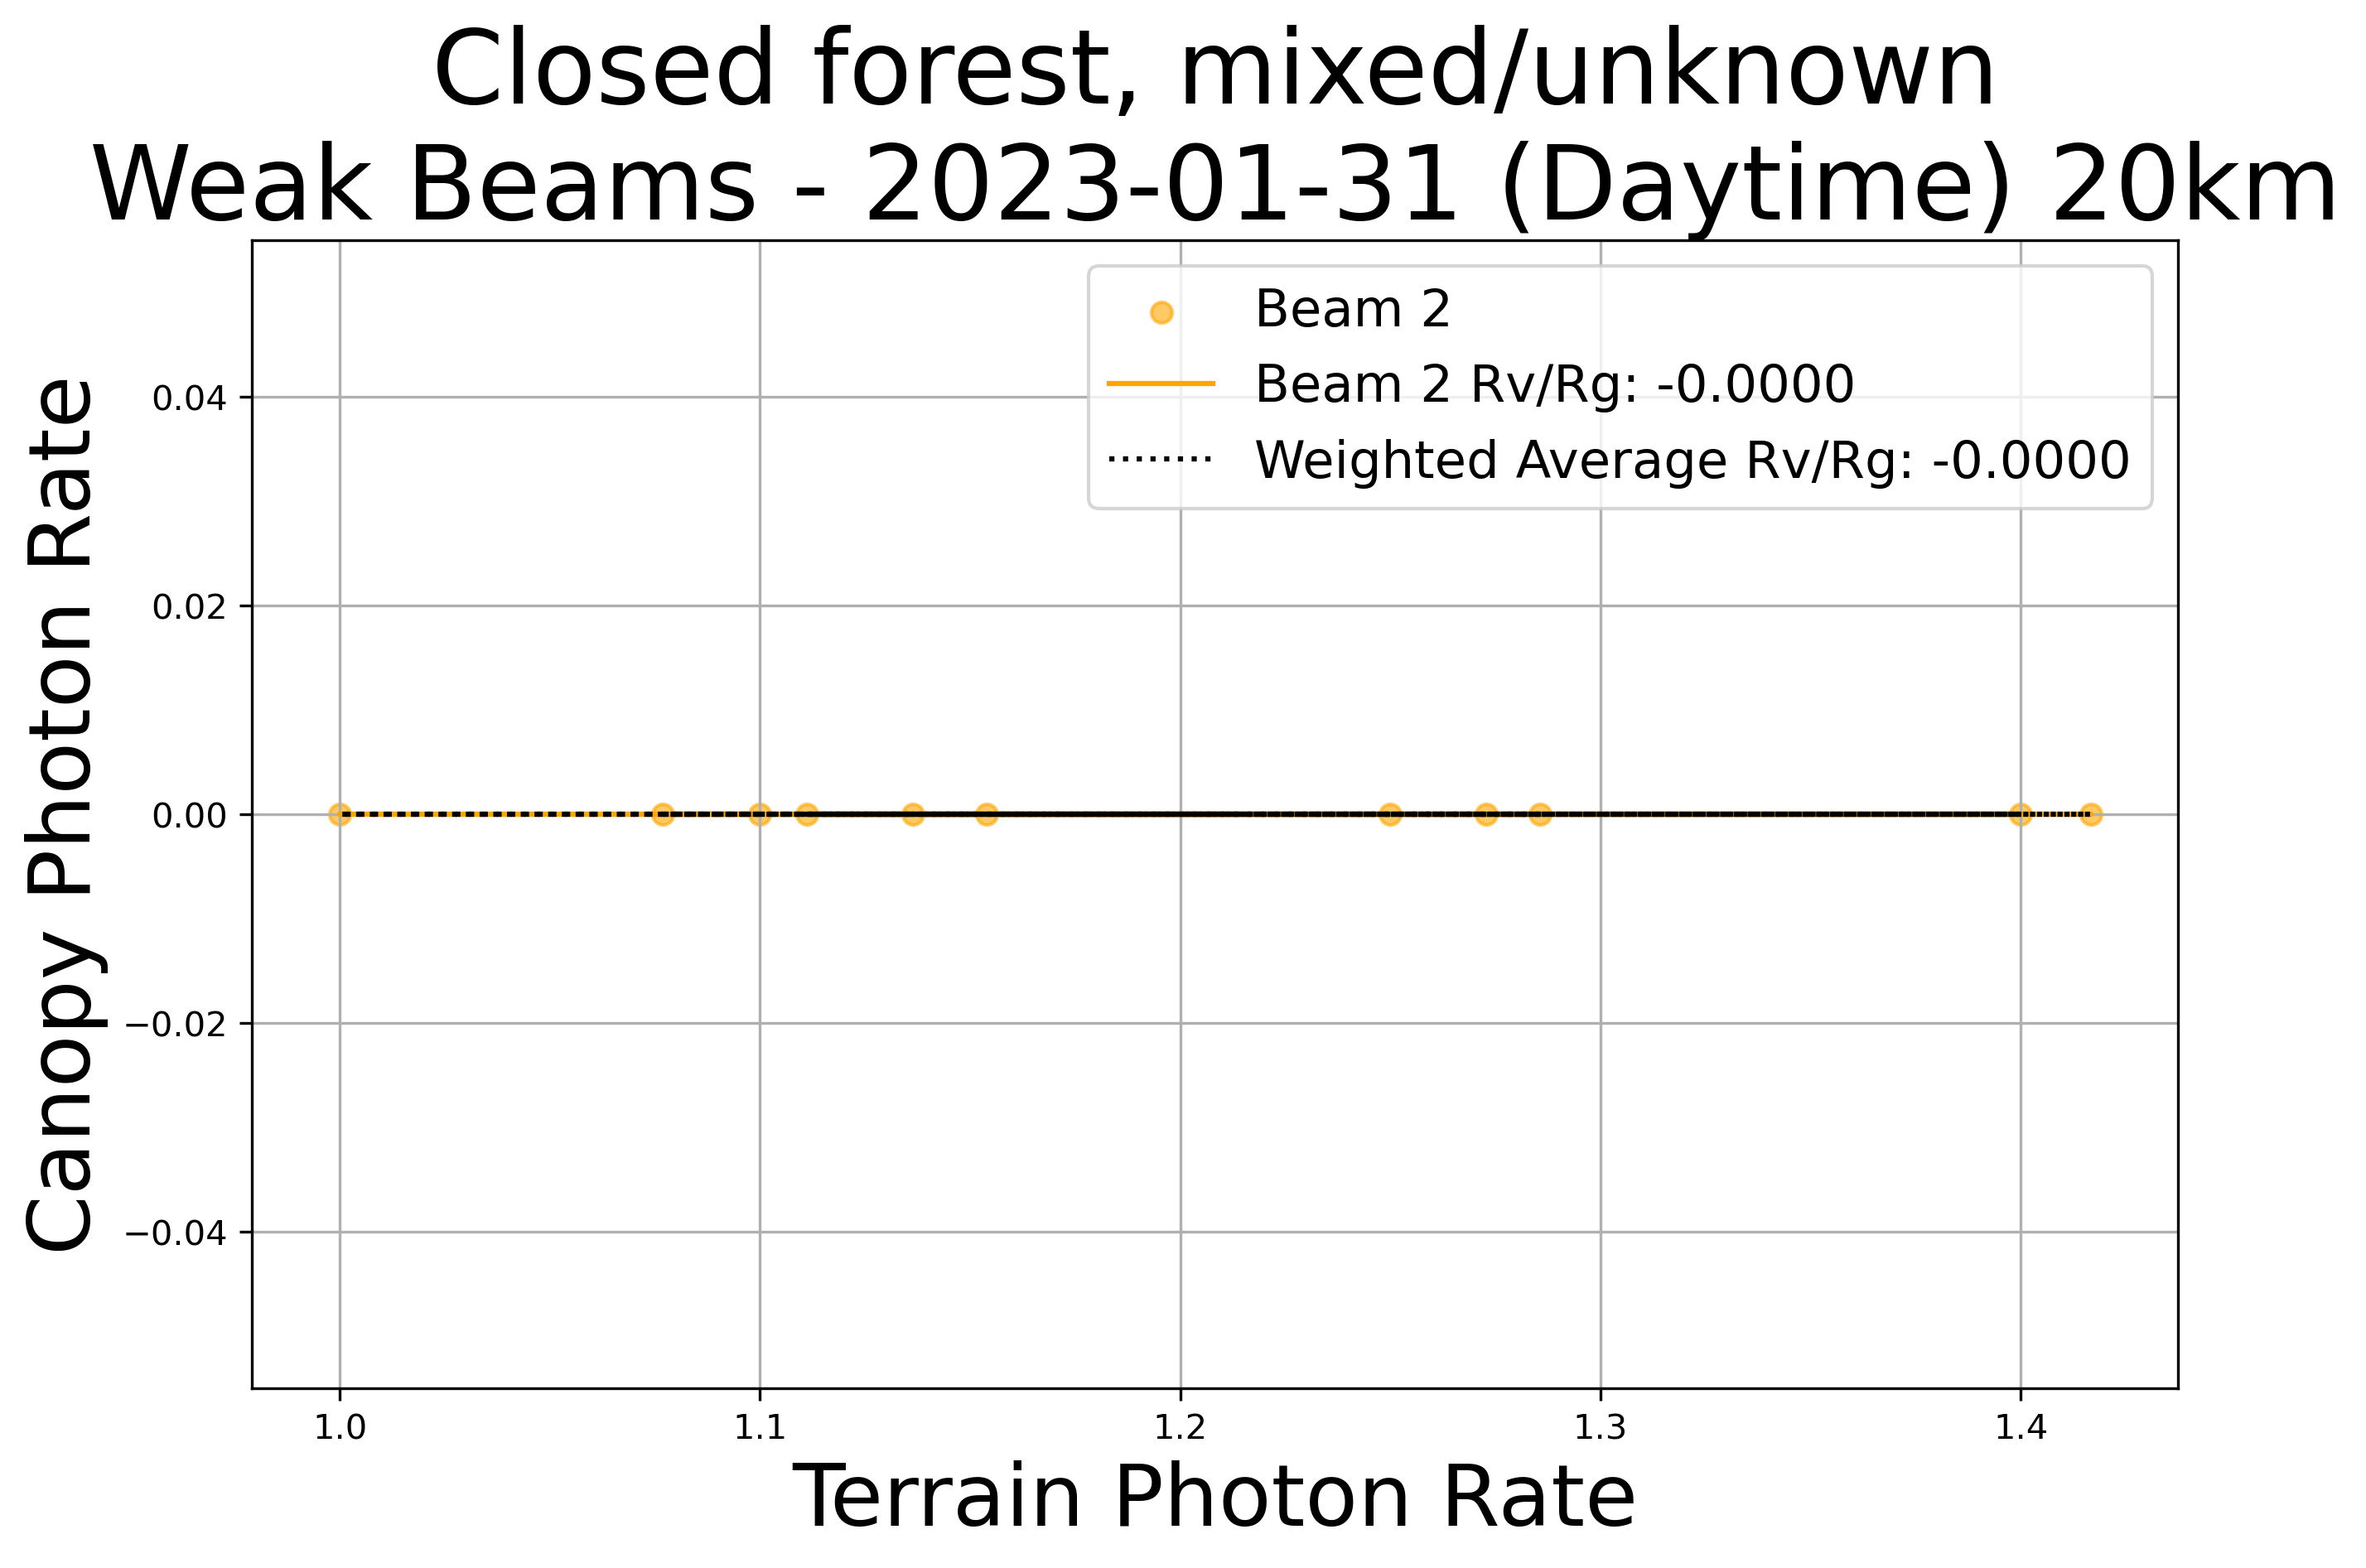 Closed forest, mixed/unknown
Weak Beams - 2023-01-31 (Daytime) 20km
Beam 2
Beam 2 Rv/Rg: -0.0000
Weighted Average Rv/Rg: -0.0000
Canopy Photon Rate
0.04
0.02
0.00
−0.02
−0.04
1.0 1.1 1.2 1.3 1.4
Terrain Photon Rate